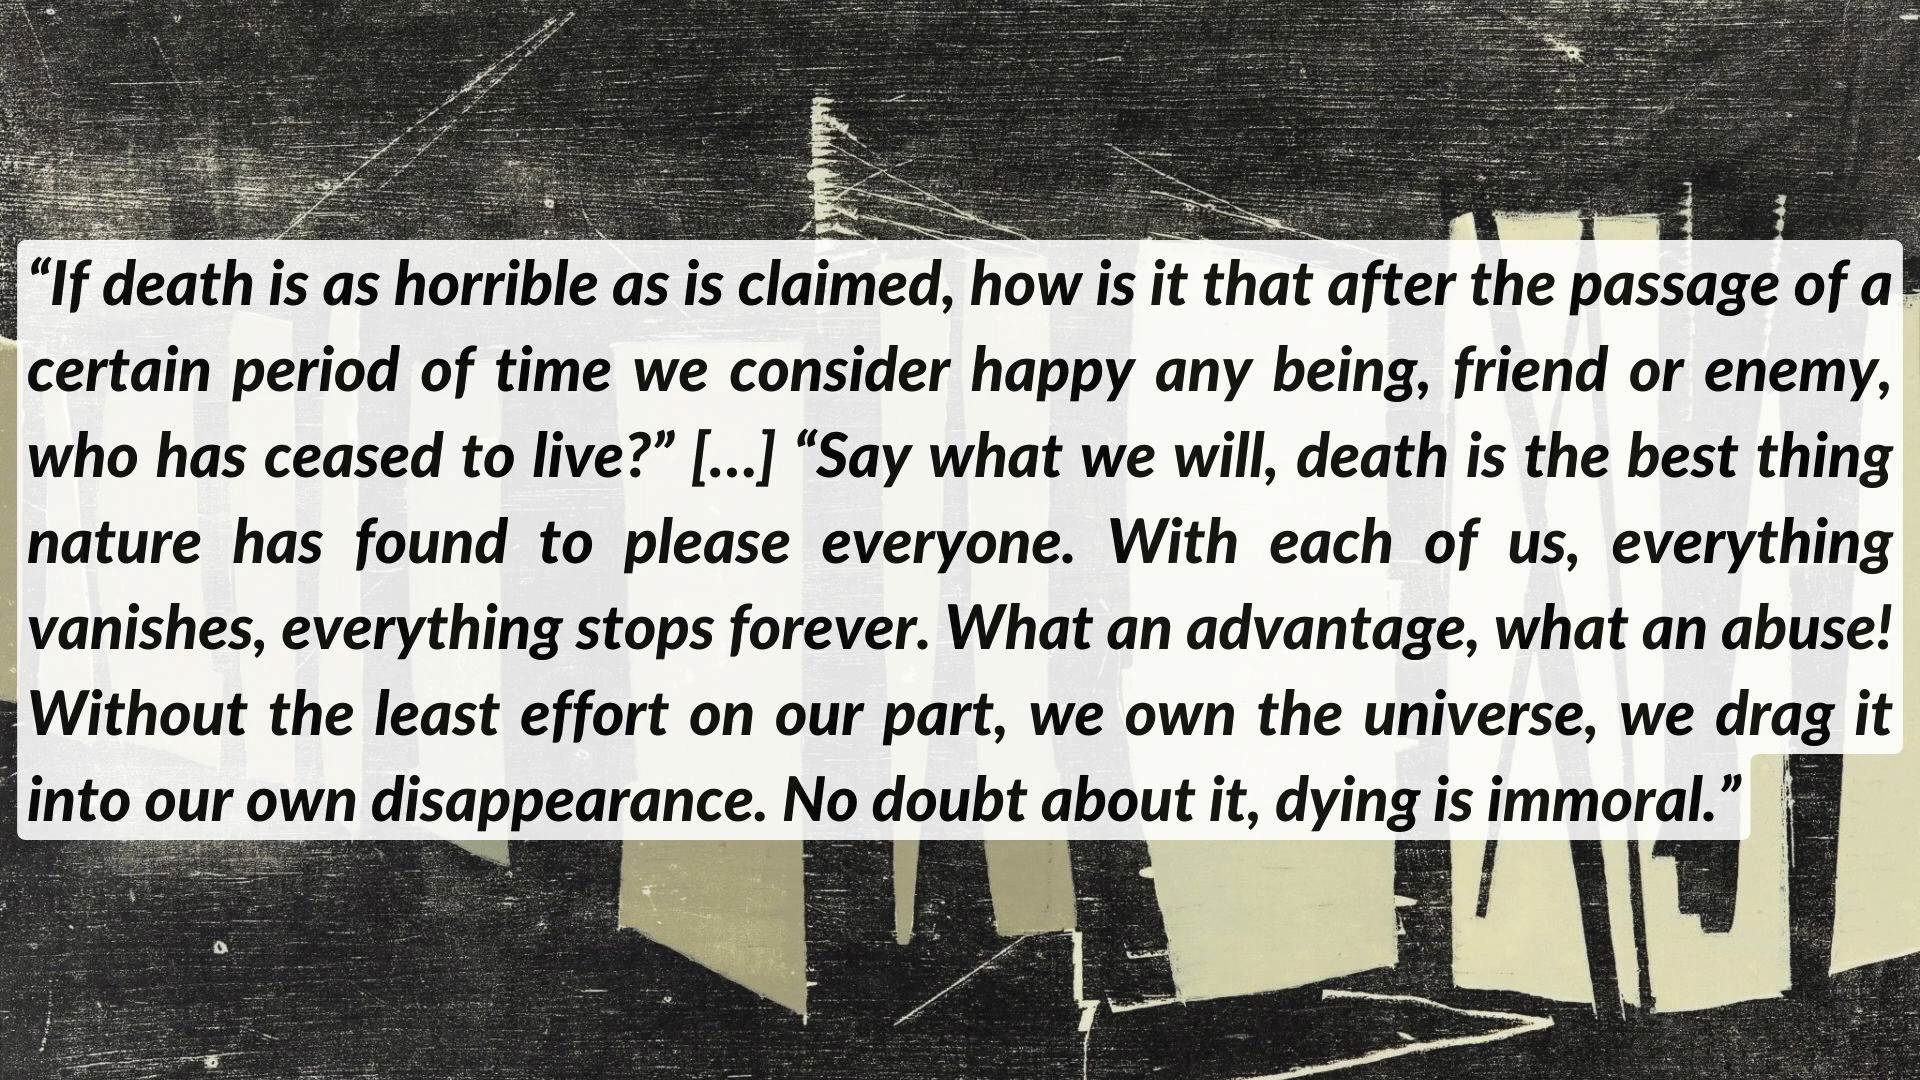 “If death is as horrible as is claimed, how is it that after the passage of a
certain period of time we consider happy any being, friend or enemy,
who has ceased to live?” [...] “Say what we will, death is the best thing
nature has found to please everyone. With each of us, everything
vanishes, everything stops forever. What an advantage, what an abuse!
Without the least effort on our part, we own the universe, we drag it
into our own disappearance. No doubt about it, dying is immoral.”